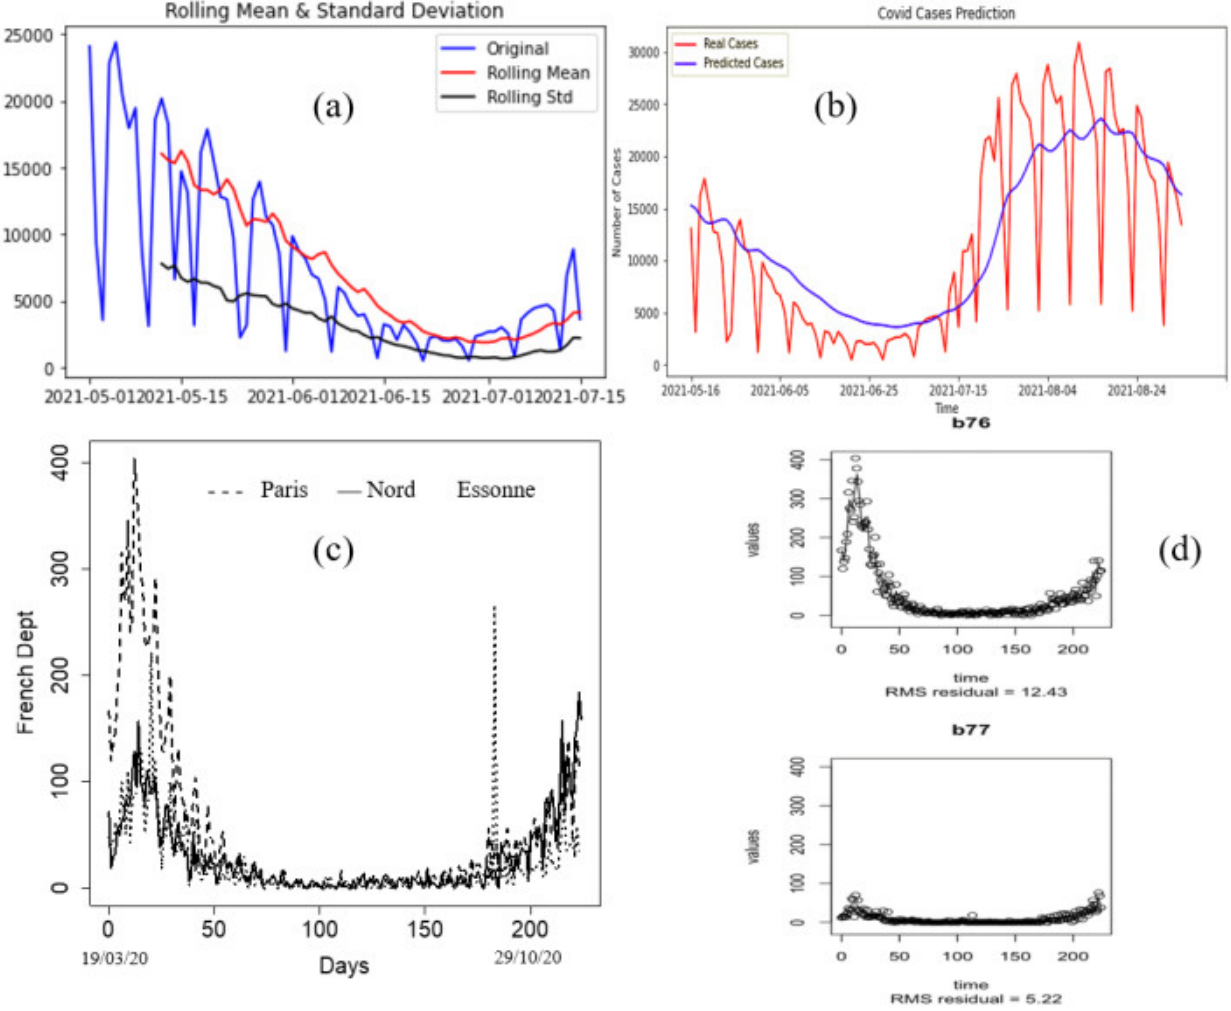 Rolling Mean & Standard Deviation
25000
20000
15000
10000
5000
0
Original
Rolling Mean
Rolling Std
(a)
2021-05-01 2021-05-15 2021-06-01 2021-06-15 2021-07-01 2021-07-15
Covid Cases Prediction
Number of Cases
30000
25000
20000
15000
10000
5000
0
Real Cases
Predicted Cases
(b)
2021-05-16 2021-06-05 2021-06-25 2021-07-15 2021-08-04 2021-08-24
Time
French Dept
400
300
200
100
0
Paris Nord Essonne
(c)
0 50 100 150 200
19/03/20 29/10/20
Days
b76
values
400
300
200
100
0
(d)
0 50 100 150 200
time
RMS residual = 12.43
b77
values
400
300
200
100
0
0 50 100 150 200
time
RMS residual = 5.22